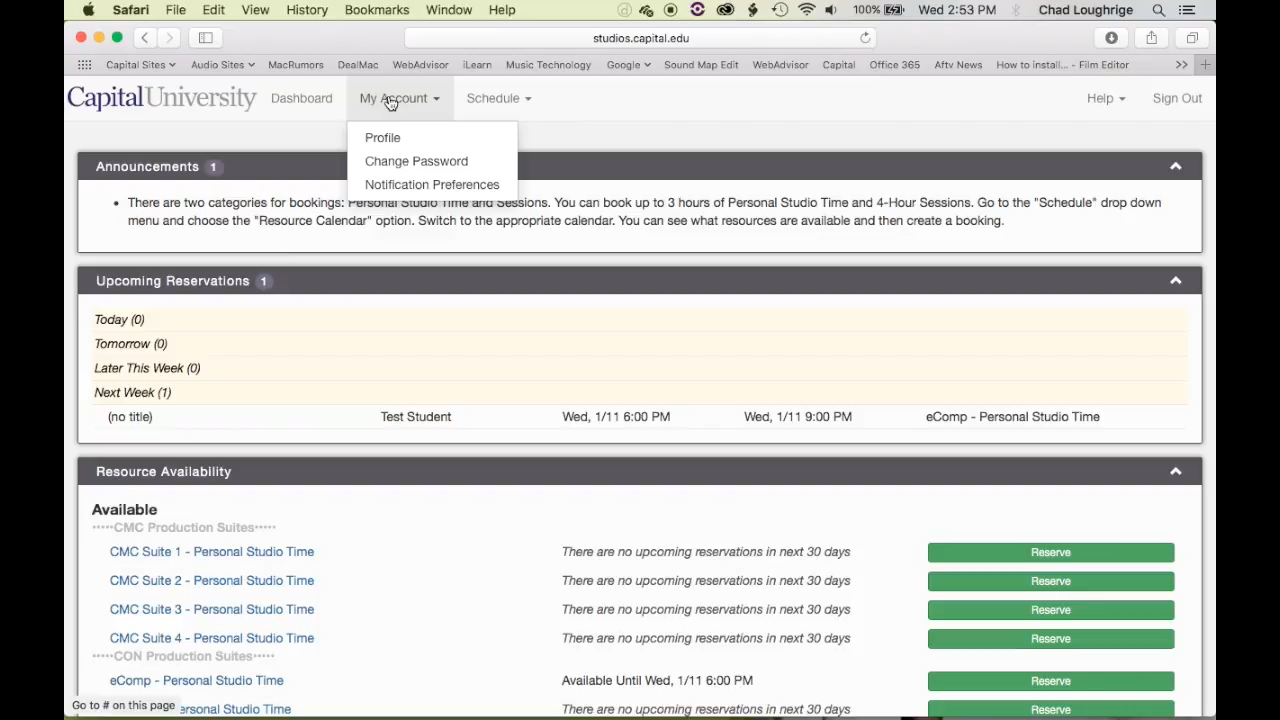 Safari File Edit View History Bookmarks Window Help 100% Wed 2:53 PM Chad Loughrige
studios.capital.edu
Capital Sites Audio Sites MacRumors DealMac WebAdvisor iLearn Music Technology Google Sound Map Edit WebAdvisor Capital Office 365 Aftv News How to install... - Film Editor >>
CapitalUniversity Dashboard My Account Schedule Help Sign Out
Profile
Change Password
Notification Preferences
Announcements 1
• There are two categories for bookings: Personal Studio Time and Sessions. You can book up to 3 hours of Personal Studio Time and 4-Hour Sessions. Go to the "Schedule" drop down
menu and choose the "Resource Calendar" option. Switch to the appropriate calendar. You can see what resources are available and then create a booking.
Upcoming Reservations 1
Today (0)
Tomorrow (0)
Later This Week (0)
Next Week (1)
(no title) Test Student Wed, 1/11 6:00 PM Wed, 1/11 9:00 PM eComp - Personal Studio Time
Resource Availability
Available
•••••CMC Production Suites•••••
CMC Suite 1 - Personal Studio Time There are no upcoming reservations in next 30 days Reserve
CMC Suite 2 - Personal Studio Time There are no upcoming reservations in next 30 days Reserve
CMC Suite 3 - Personal Studio Time There are no upcoming reservations in next 30 days Reserve
CMC Suite 4 - Personal Studio Time There are no upcoming reservations in next 30 days Reserve
•••••CON Production Suites•••••
eComp - Personal Studio Time Available Until Wed, 1/11 6:00 PM Reserve
Go to # on this page
ersonal Studio Time There are no upcoming reservations in next 30 days Reserve